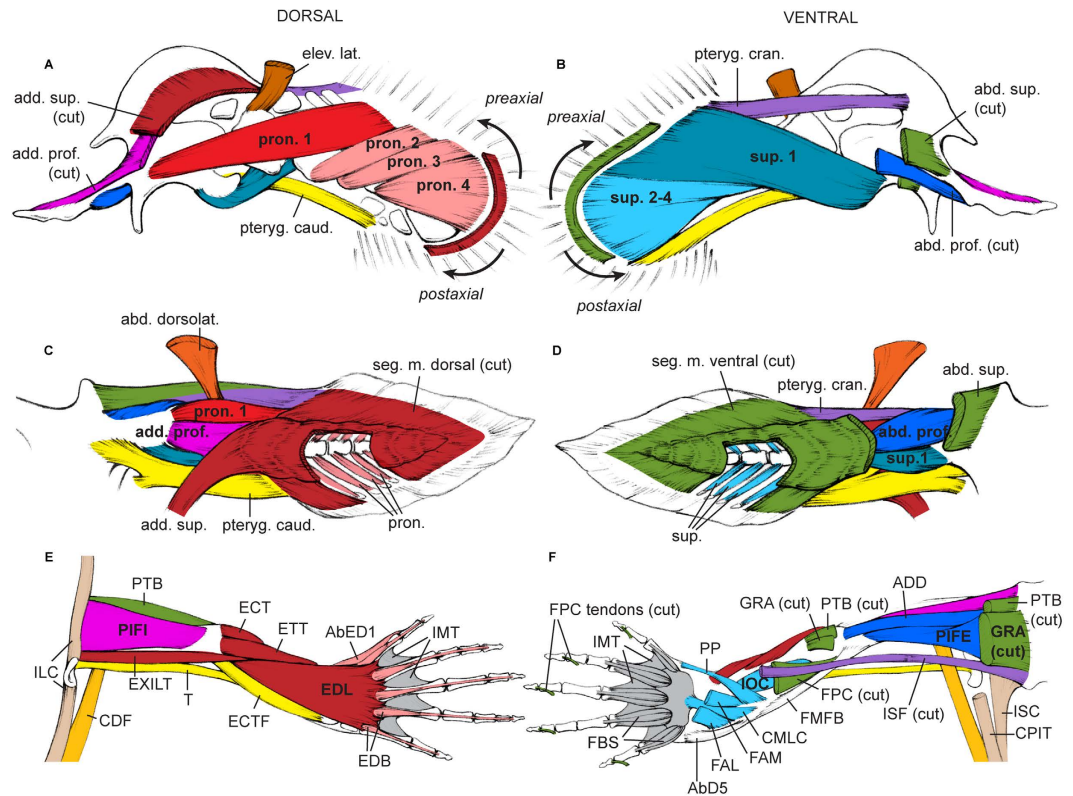 DORSAL
VENTRAL
A
elev. lat.
add. sup.
(cut)
add. prof.
(cut)
pron. 1
pron. 2
pron. 3
pron. 4
preaxial
postaxial
pteryg. caud.
B
pteryg. cran.
abd. sup.
(cut)
preaxial
sup. 1
sup. 2-4
abd. prof. (cut)
postaxial
C
abd. dorsolat.
seg. m. dorsal (cut)
pron. 1
add. prof.
add. sup.
pteryg. caud.
pron.
D
seg. m. ventral (cut)
pteryg. cran.
abd. sup.
abd. prof
sup.1
sup.
E
PTB
PIFI
ECT
ETT
AbED1
IMT
ILC
EXILT
T
ECTF
EDL
CDF
EDB
F
FPC tendons (cut)
IMT
GRA (cut)
PTB (cut)
ADD
PTB
(cut)
PP
PIFE
GRA
(cut)
IOC
FPC (cut)
ISF (cut)
ISC
CPIT
FMFB
CMLC
FAM
FAL
FBS
AbD5